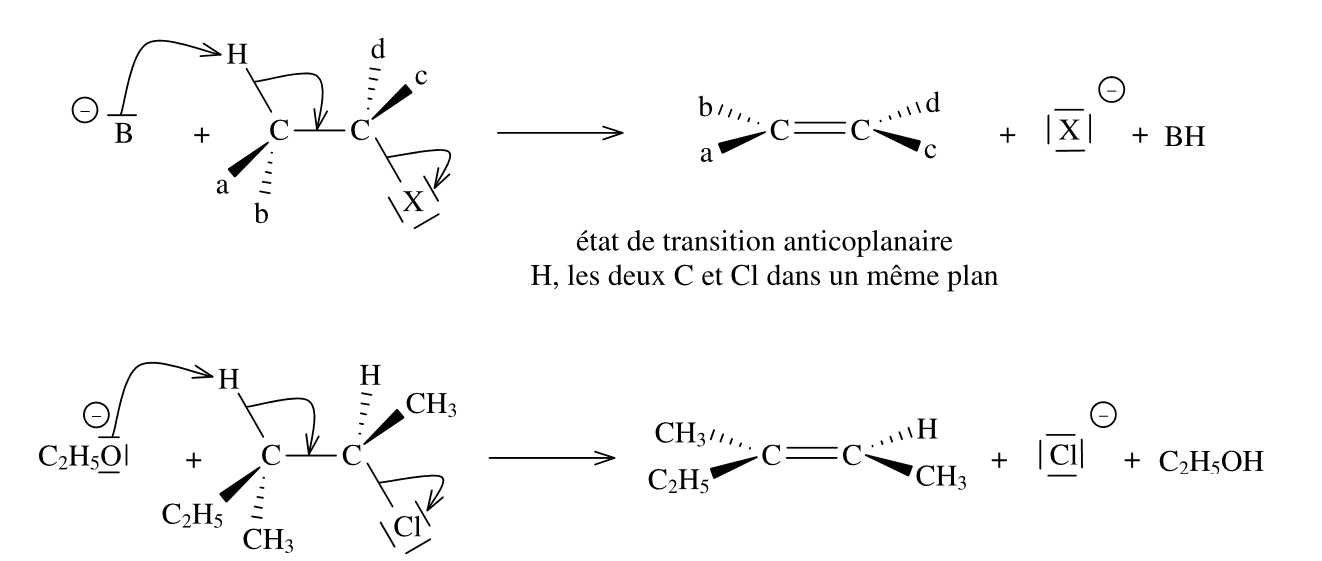 H d c
⊖ B + C C b C C d + |X| ⊖ + BH
a b X a c
état de transition anticoplanaire
H, les deux C et Cl dans un même plan
H H CH₃
⊖ C₂H₅O| + C C CH₃ C C H + |Cl| ⊖ + C₂H₅OH
C₂H₅ CH₃ Cl C₂H₅ CH₃